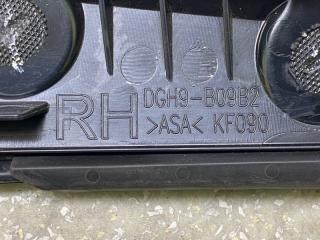 RH DGH9-B09B2
>ASA< KF090